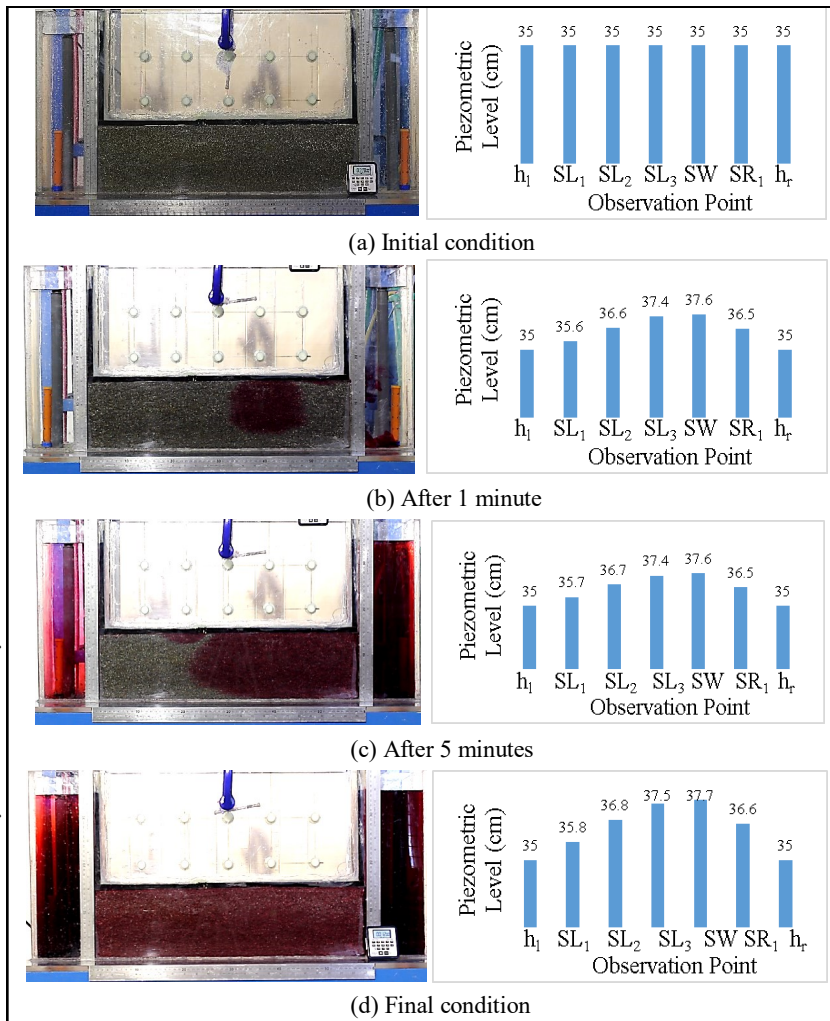 35 35 35 35 35 35 35
Piezometric
Level (cm)
hₗ SL₁ SL₂ SL₃ SW SR₁ hᵣ
Observation Point
(a) Initial condition
35 35.6 36.6 37.4 37.6 36.5 35
Piezometric
Level (cm)
hₗ SL₁ SL₂ SL₃ SW SR₁ hᵣ
Observation Point
(b) After 1 minute
35 35.7 36.7 37.4 37.6 36.5 35
Piezometric
Level (cm)
hₗ SL₁ SL₂ SL₃ SW SR₁ hᵣ
Observation Point
(c) After 5 minutes
35 35.8 36.8 37.5 37.7 36.6 35
Piezometric
Level (cm)
hₗ SL₁ SL₂ SL₃ SW SR₁ hᵣ
Observation Point
(d) Final condition